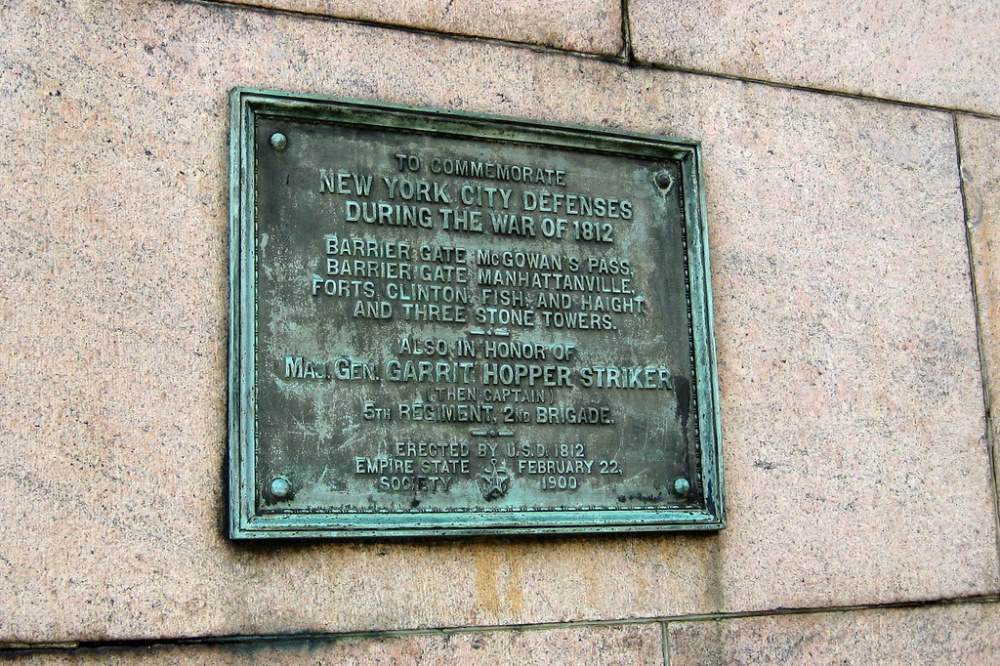 TO COMMEMORATE
NEW YORK CITY DEFENSES
DURING THE WAR OF 1812
BARRIER GATE, McGOWAN'S PASS,
BARRIER GATE, MANHATTANVILLE,
FORTS, CLINTON, FISH, AND HAIGHT,
AND THREE STONE TOWERS.
ALSO IN HONOR OF
MAJ. GEN. GARRIT HOPPER STRIKER
(THEN CAPTAIN)
5TH REGIMENT, 2ND BRIGADE.
ERECTED BY U.S.D. 1812
EMPIRE STATE FEBRUARY 22,
SOCIETY 1900